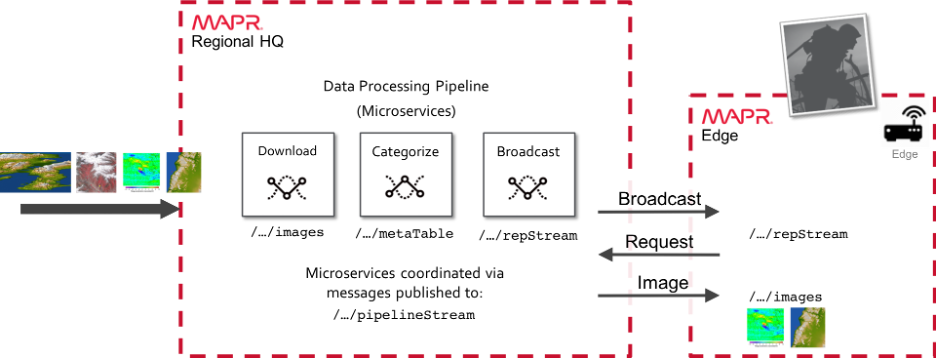 MAPR
Regional HQ
Data Processing Pipeline
(Microservices)
Download
Categorize
Broadcast
/…/images
/…/metaTable
/…/repStream
Microservices coordinated via
messages published to:
/…/pipelineStream
Broadcast
Request
Image
MAPR
Edge
Edge
/…/repStream
/…/images